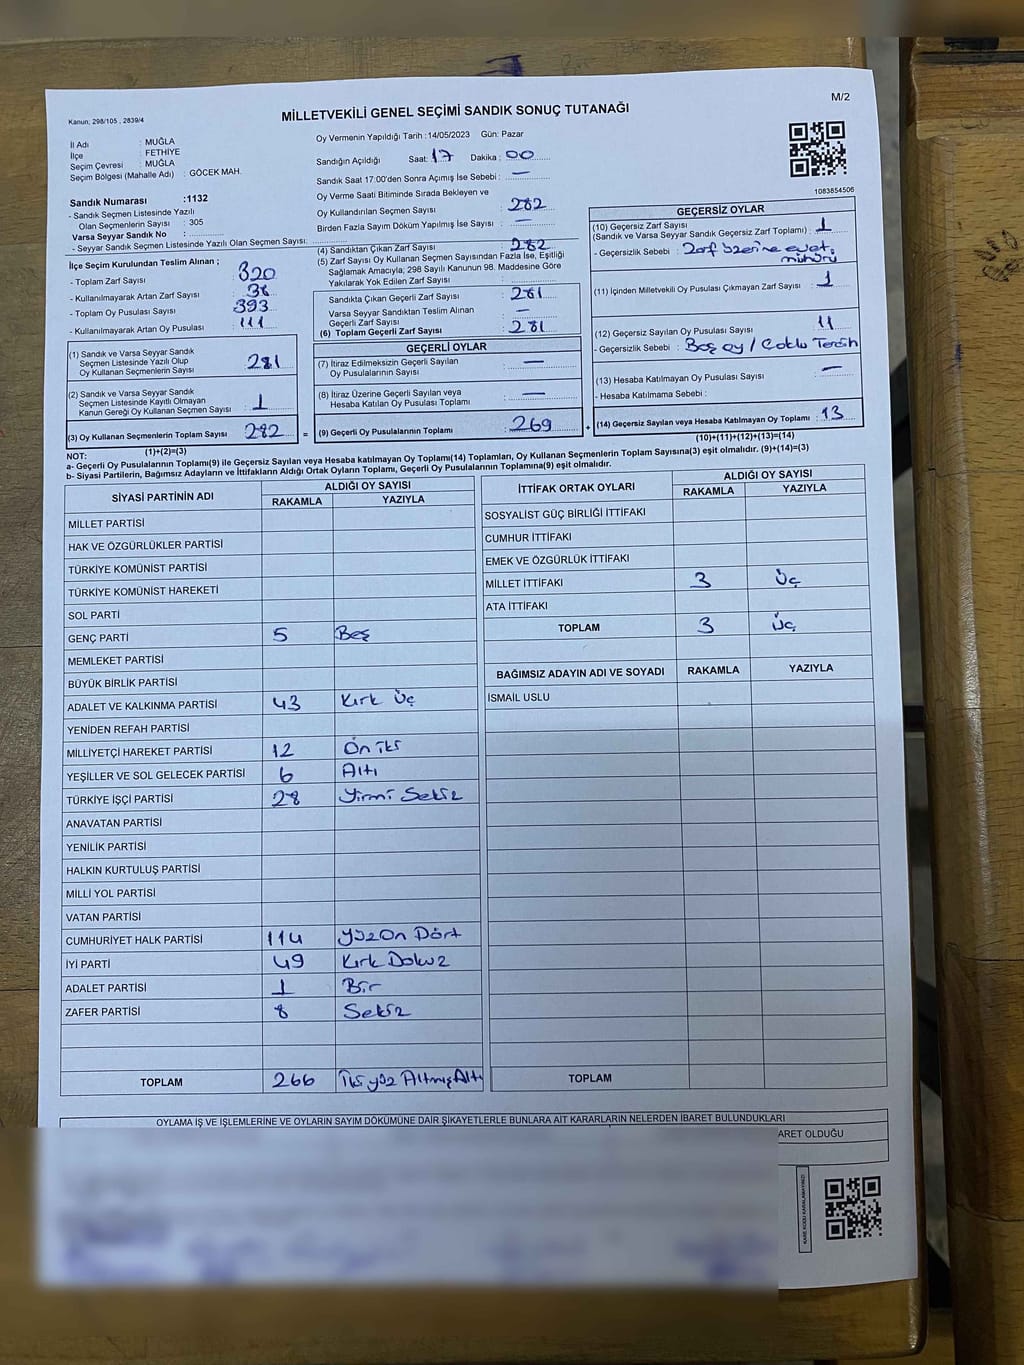 M/2
Kanun; 298/105 , 2839/4
MİLLETVEKİLİ GENEL SEÇİMİ SANDIK SONUÇ TUTANAĞI
İl Adı : MUĞLA
İlçe : FETHİYE
Seçim Çevresi : MUĞLA
Seçim Bölgesi (Mahalle Adı) : GÖCEK MAH.
Sandık Numarası :1132
- Sandık Seçmen Listesinde Yazılı
Olan Seçmenlerin Sayısı : 305
Varsa Seyyar Sandık No :
- Seyyar Sandık Seçmen Listesinde Yazılı Olan Seçmen Sayısı:
Oy Vermenin Yapıldığı Tarih :14/05/2023 Gün: Pazar
Sandığın Açıldığı Saat: 17 Dakika : 00
Sandık Saat 17:00'den Sonra Açımış İse Sebebi : —
Oy Verme Saati Bitiminde Sırada Bekleyen ve
Oy Kullandırılan Seçmen Sayısı : 282
Birden Fazla Sayım Döküm Yapılmış İse Sayısı : —
1083854506
İlçe Seçim Kurulundan Teslim Alınan ;
- Toplam Zarf Sayısı : 320
- Kullanılmayarak Artan Zarf Sayısı : 38
- Toplam Oy Pusulası Sayısı : 393
- Kullanılmayarak Artan Oy Pusulası : 111
(4) Sandıktan Çıkan Zarf Sayısı : 282
(5) Zarf Sayısı Oy Kullanan Seçmen Sayısından Fazla İse, Eşitliği
Sağlamak Amacıyla; 298 Sayılı Kanunun 98. Maddesine Göre
Yakılarak Yok Edilen Zarf Sayısı :
Sandıkta Çıkan Geçerli Zarf Sayısı : 281
Varsa Seyyar Sandıktan Teslim Alınan
Geçerli Zarf Sayısı : —
(6) Toplam Geçerli Zarf Sayısı : 281
GEÇERSİZ OYLAR
(10) Geçersiz Zarf Sayısı
(Sandık ve Varsa Seyyar Sandık Geçersiz Zarf Toplamı) : 1
- Geçersizlik Sebebi : Zarf üzerine evet mührü
(11) İçinden Milletvekili Oy Pusulası Çıkmayan Zarf Sayısı : 1
(12) Geçersiz Sayılan Oy Pusulası Sayısı : 11
- Geçersizlik Sebebi : Boş oy / Çoklu Tercih
(13) Hesaba Katılmayan Oy Pusulası Sayısı : —
- Hesaba Katılmama Sebebi :
(14) Geçersiz Sayılan veya Hesaba Katılmayan Oy Toplamı : 13
(10)+(11)+(12)+(13)=(14)
(1) Sandık ve Varsa Seyyar Sandık
Seçmen Listesinde Yazılı Olup
Oy Kullanan Seçmenlerin Sayısı : 281
(2) Sandık ve Varsa Seyyar Sandık
Seçmen Listesinde Kayıtlı Olmayan
Kanun Gereği Oy Kullanan Seçmen Sayısı : 1
(3) Oy Kullanan Seçmenlerin Toplam Sayısı : 282 =
(1)+(2)=(3)
GEÇERLİ OYLAR
(7) İtiraz Edilmeksizin Geçerli Sayılan
Oy Pusulalarının Sayısı : —
(8) İtiraz Üzerine Geçerli Sayılan veya
Hesaba Katılan Oy Pusulası Toplamı : —
(9) Geçerli Oy Pusulalarının Toplamı : 269 +
NOT:
a- Geçerli Oy Pusulalarının Toplamı(9) ile Geçersiz Sayılan veya Hesaba Katılmayan Oy Toplamı(14) Toplamları, Oy Kullanan Seçmenlerin Toplam Sayısına(3) eşit olmalıdır. (9)+(14)=(3)
b- Siyasi Partilerin, Bağımsız Adayların ve İttifakların Aldığı Ortak Oyların Toplamı, Geçerli Oy Pusulalarının Toplamına(9) eşit olmalıdır.
SİYASİ PARTİNİN ADI ALDIĞI OY SAYISI
RAKAMLA YAZIYLA
MİLLET PARTİSİ
HAK VE ÖZGÜRLÜKLER PARTİSİ
TÜRKİYE KOMÜNİST PARTİSİ
TÜRKİYE KOMÜNİST HAREKETİ
SOL PARTİ
GENÇ PARTİ 5 Beş
MEMLEKET PARTİSİ
BÜYÜK BİRLİK PARTİSİ
ADALET VE KALKINMA PARTİSİ 43 Kırk Üç
YENİDEN REFAH PARTİSİ
MİLLİYETÇİ HAREKET PARTİSİ 12 On iki
YEŞİLLER VE SOL GELECEK PARTİSİ 6 Altı
TÜRKİYE İŞÇİ PARTİSİ 28 Yirmi Sekiz
ANAVATAN PARTİSİ
YENİLİK PARTİSİ
HALKIN KURTULUŞ PARTİSİ
MİLLİ YOL PARTİSİ
VATAN PARTİSİ
CUMHURİYET HALK PARTİSİ 114 Yüz On Dört
İYİ PARTİ 49 Kırk Dokuz
ADALET PARTİSİ 1 Bir
ZAFER PARTİSİ 8 Sekiz
TOPLAM 266 İki yüz Altmış Altı
İTTİFAK ORTAK OYLARI ALDIĞI OY SAYISI
RAKAMLA YAZIYLA
SOSYALİST GÜÇ BİRLİĞİ İTTİFAKI
CUMHUR İTTİFAKI
EMEK VE ÖZGÜRLÜK İTTİFAKI
MİLLET İTTİFAKI 3 Üç
ATA İTTİFAKI
TOPLAM 3 Üç
BAĞIMSIZ ADAYIN ADI VE SOYADI RAKAMLA YAZIYLA
İSMAİL USLU
TOPLAM
OYLAMA İŞ VE İŞLEMLERİNE VE OYLARIN SAYIM DÖKÜMÜNE DAİR ŞİKAYETLERLE BUNLARA AİT KARARLARIN NELERDEN İBARET BULUNDUKLARI
ARET OLDUĞU
KARE KODU KARALAMAYINIZ!